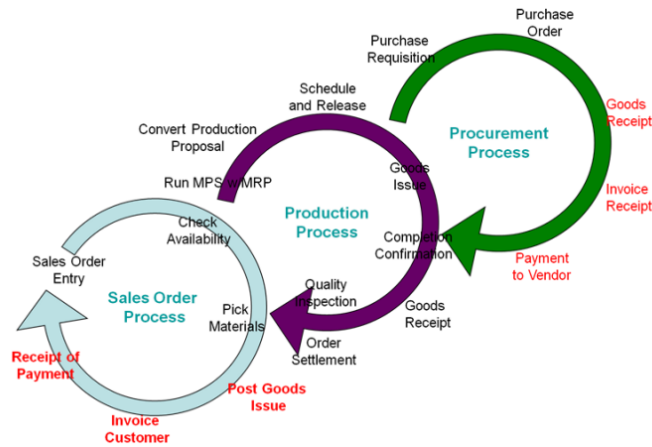 Purchase
Order
Purchase
Requisition
Goods
Receipt
Procurement
Process
Invoice
Receipt
Payment
to Vendor
Schedule
and Release
Convert Production
Proposal
Run MPS w/MRP
Goods
Issue
Production
Process
Completion
Confirmation
Quality
Inspection
Goods
Receipt
Order
Settlement
Check
Availability
Sales Order
Entry
Sales Order
Process
Pick
Materials
Receipt of
Payment
Post Goods
Issue
Invoice
Customer